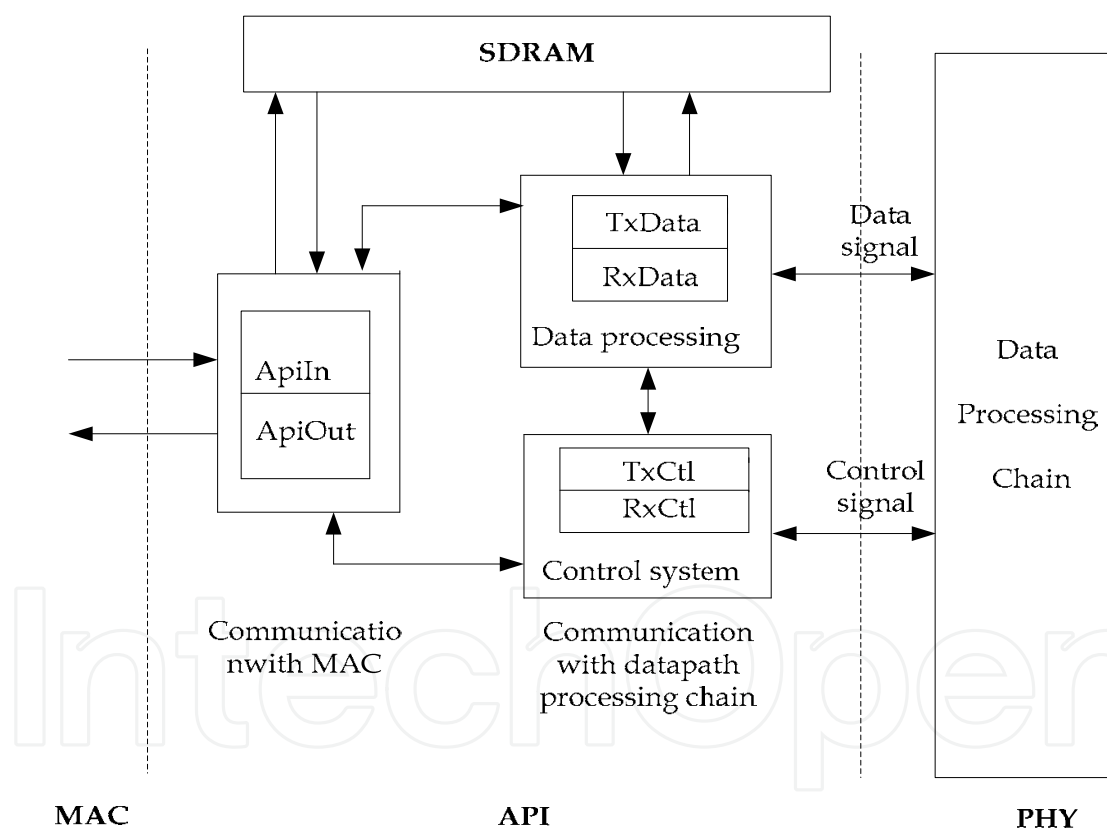 SDRAM
TxData
RxData
Data processing
Data
signal
ApiIn
ApiOut
TxCtl
RxCtl
Control system
Control
signal
Data
Processing
Chain
Communicatio
nwith MAC
Communication
with datapath
processing chain
IntechOpen
MAC
API
PHY